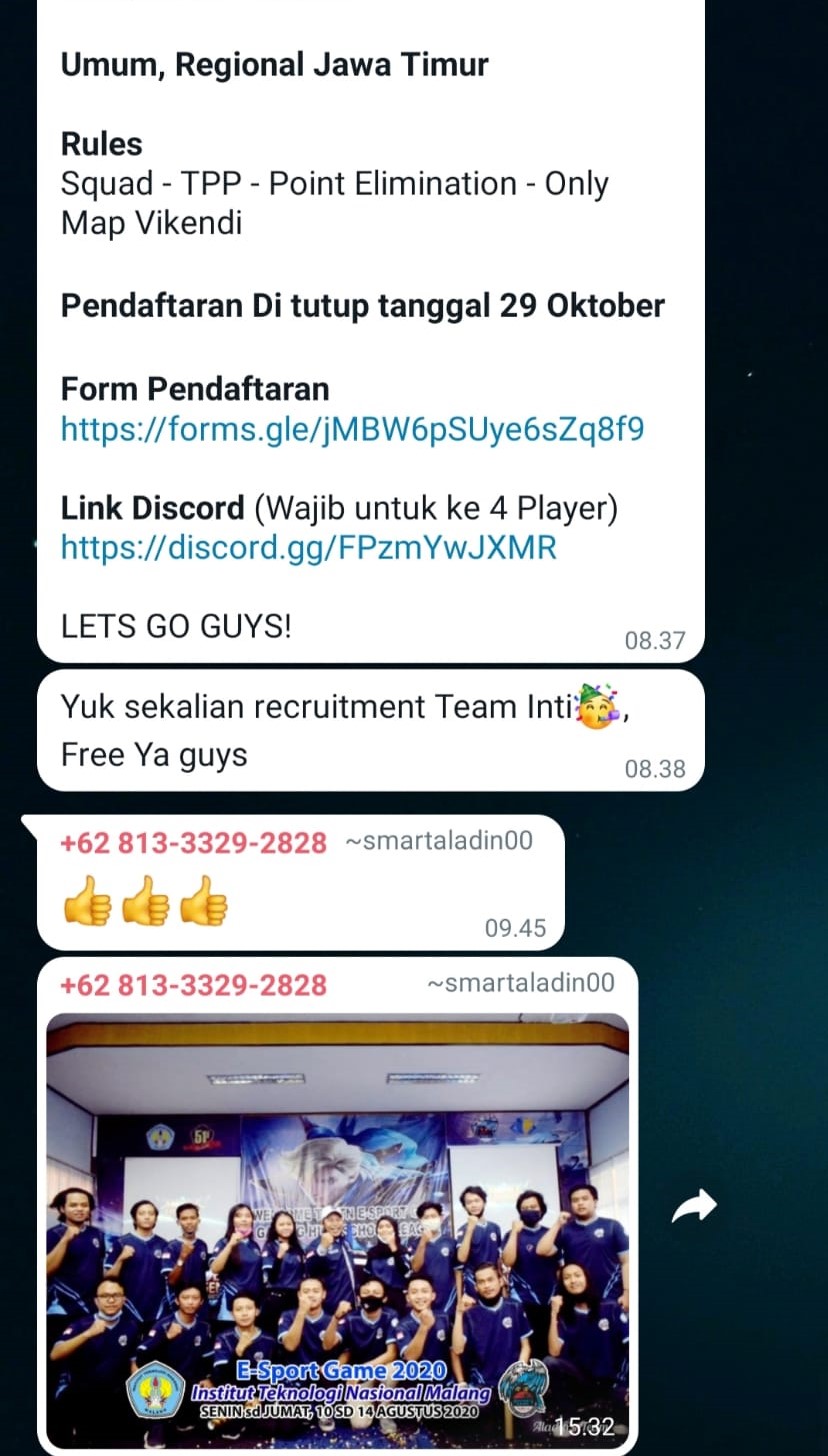 Umum, Regional Jawa Timur
Rules
Squad - TPP - Point Elimination - Only
Map Vikendi
Pendaftaran Di tutup tanggal 29 Oktober
Form Pendaftaran
https://forms.gle/jMBW6pSUye6sZq8f9
Link Discord (Wajib untuk ke 4 Player)
https://discord.gg/FPzmYwJXMR
LETS GO GUYS!
08.37
Yuk sekalian recruitment Team Inti🥳,
Free Ya guys
08.38
+62 813-3329-2828 ~smartaladin00
👍👍👍
09.45
+62 813-3329-2828 ~smartaladin00
E-Sport Game 2020
Institut Teknologi Nasional Malang
SENIN sd JUMAT, 10 SD 14 AGUSTUS 2020
15.32